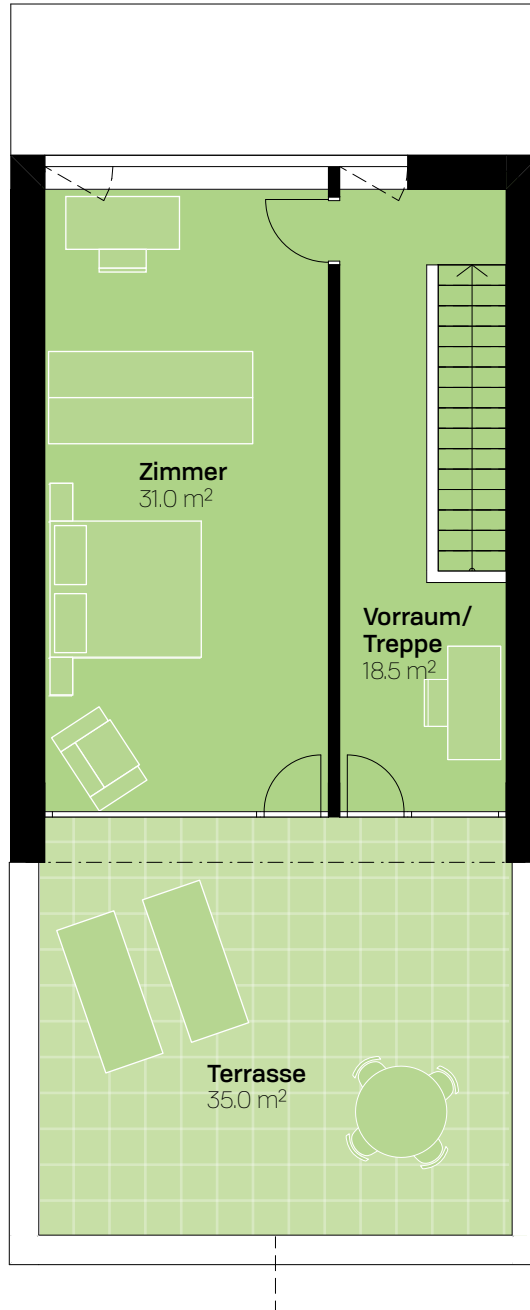 Zimmer
31.0 m²
Vorraum/
Treppe
18.5 m²
Terrasse
35.0 m²